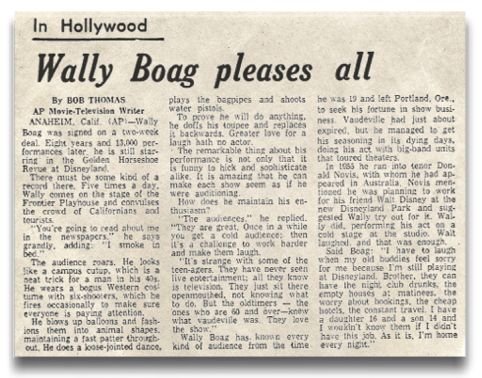 In Hollywood
Wally Boag pleases all
By BOB THOMAS
AP Movie-Television Writer
ANAHEIM, Calif. (AP)—Wally
Boag was signed on a two-week
deal. Eight years and 13,000 per-
formances later, he is still star-
ring in the Golden Horseshoe
Revue at Disneyland.
There must be some kind of a
record there. Five times a day,
Wally comes on the stage of the
Frontier Playhouse and convulses
the crowd of Californians and
tourists.
"You're going to read about me
in the newspapers," he says
grandly, adding: "I smoke in
bed."
The audience roars. He looks
like a campus cutup, which is a
neat trick for a man in his 40s.
He wears a bogus Western cos-
tume with six-shooters, which he
fires occasionally to make sure
everyone is paying attention.
He blows up balloons and fash-
ions them into animal shapes,
maintaining a fast patter through-
out. He does a loose-jointed dance,
plays the bagpipes and shoots
water pistols.
To prove he will do anything,
he doffs his toupee and replaces
it backwards. Greater love for a
laugh hath no actor.
The remarkable thing about his
performance is not only that it
is funny to hick and sophisticate
alike. It is amazing that he can
make each show seem as if he
were auditioning.
How does he maintain his en-
thusiasm?
"The audiences," he replied.
"They are great. Once in a while
you get a cold audience; then
it's a challenge to work harder
and make them laugh.
"It's strange with some of the
teen-agers. They have never seen
live entertainment; all they know
is television. They just sit there
openmouthed, not knowing what
to do. But the oldtimers — the
ones who are 60 and over—knew
what vaudeville was. They love
the show."
Wally Boag has known every
kind of audience from the time
he was 19 and left Portland, Ore.,
to seek his fortune in show busi-
ness. Vaudeville had just about
expired, but he managed to get
his seasoning in its dying days,
doing his act with big-band units
that toured theaters.
In 1955 he ran into tenor Don-
ald Novis, with whom he had ap-
peared in Australia. Novis men-
tioned he was planning to work
for his friend Walt Disney at the
new Disneyland Park and sug-
gested Wally try out for it. Wal-
ly did, performing his act on a
cold stage at the studio. Walt
laughed, and that was enough.
Said Boag: "I have to laugh
when my old buddies feel sorry
for me because I'm still playing
at Disneyland. Brother, they can
have the night club drunks, the
empty houses at matinees, the
worry about bookings, the cheap
hotels, the constant travel. I have
a daughter 16 and a son 14 and
I wouldn't know them if I didn't
have this job. As it is, I'm home
every night."